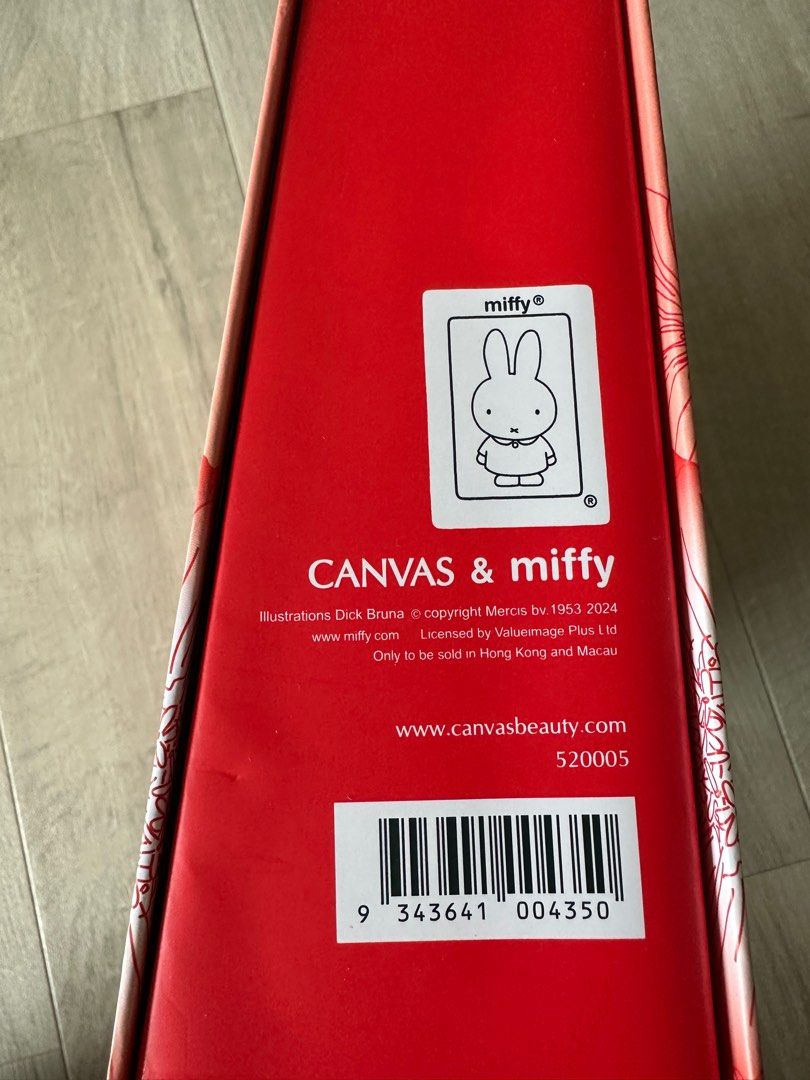 miffy®
®
CANVAS & miffy
Illustrations Dick Bruna © copyright Mercis bv. 1953 2024
www miffy com Licensed by Valueimage Plus Ltd
Only to be sold in Hong Kong and Macau
www.canvasbeauty.com
520005
9 343641 004350